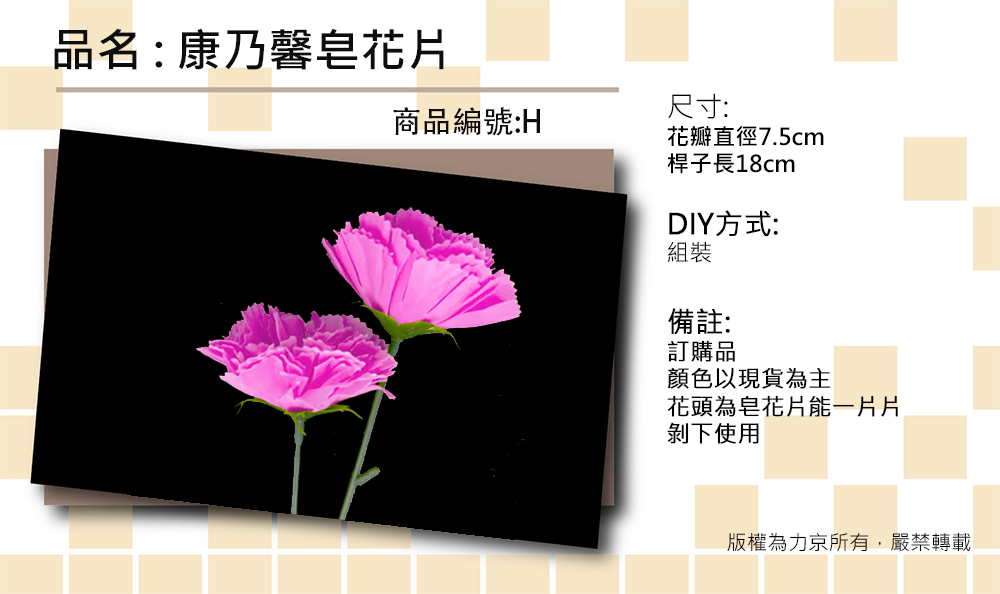 品名 : 康乃馨皂花片
商品編號:H
尺寸:
花瓣直徑7.5cm
桿子長18cm
DIY方式:
組裝
備註:
訂購品
顏色以現貨為主
花頭為皂花片能一片片
剝下使用
版權為力京所有，嚴禁轉載